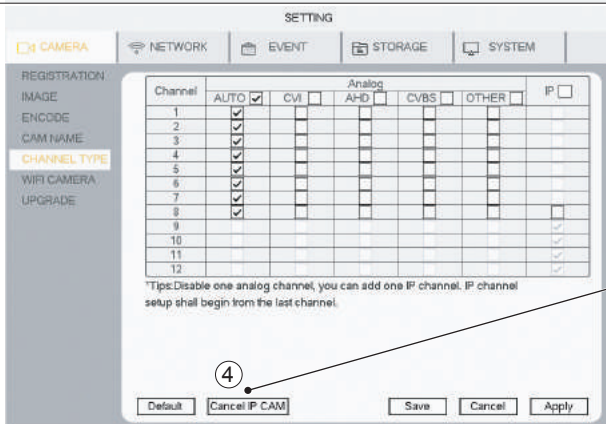 SETTING
CAMERA NETWORK EVENT STORAGE SYSTEM
REGISTRATION
IMAGE
ENCODE
CAM NAME
CHANNEL TYPE
WIFI CAMERA
UPGRADE
Channel Analog IP
AUTO CVI AHD CVBS OTHER
1
2
3
4
5
6
7
8
9
10
11
12
*Tips:Disable one analog channel, you can add one IP channel. IP channel
setup shall begin from the last channel.
4
Default Cancel IP CAM Save Cancel Apply